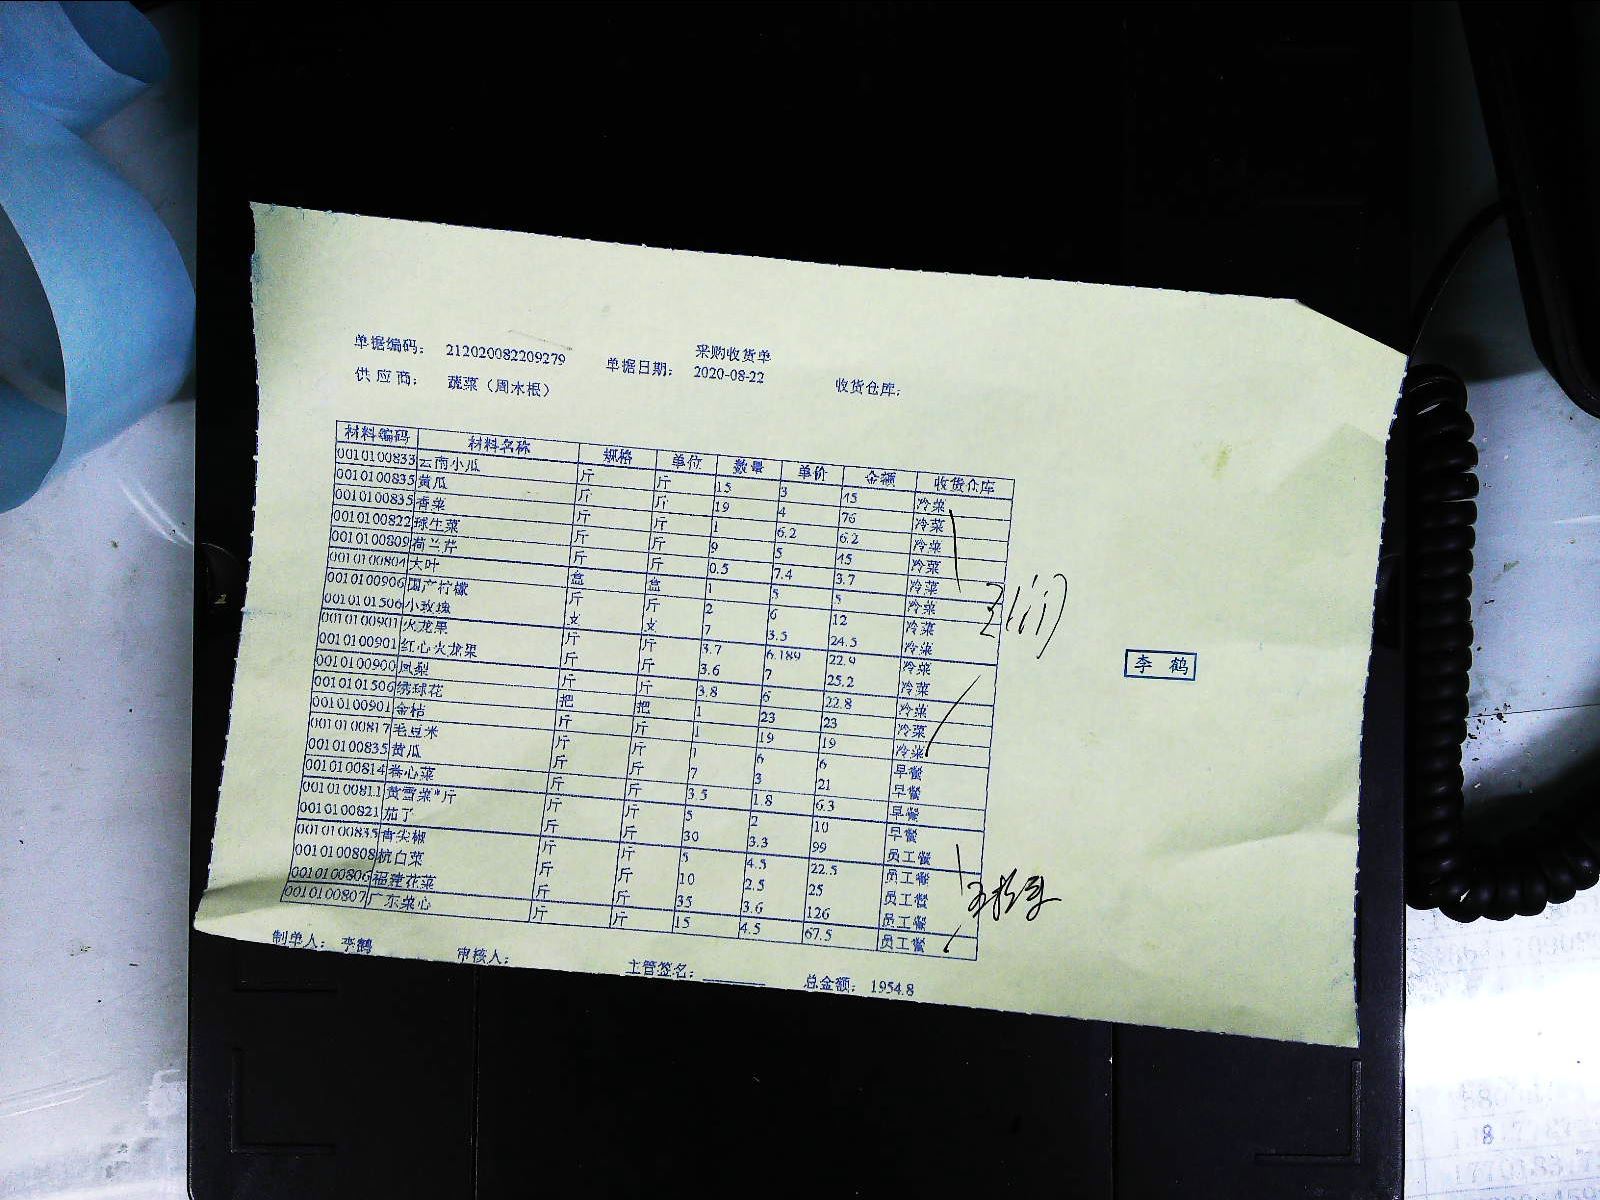 采购收货单
单据编码: 212020082209279 单据日期: 2020-08-22 收货仓库:
供应商: 蔬菜（周木根）
材料编码 材料名称 规格 单位 数量 单价 金额 收货仓库
0010100833 云南小瓜 斤 斤 15 3 45 冷菜
0010100835 黄瓜 斤 斤 19 4 76 冷菜
0010100835 香菜 斤 斤 1 6.2 6.2 冷菜
0010100822 球生菜 斤 斤 9 5 45 冷菜
0010100809 荷兰芹 斤 斤 0.5 7.4 3.7 冷菜
0010100804 大叶 盒 盒 1 5 5 冷菜
0010100906 国产柠檬 斤 斤 2 6 12 冷菜
0010101506 小玫瑰 支 支 7 3.5 24.5 冷菜
0010100901 火龙果 斤 斤 3.7 6.189 22.9 冷菜
0010100901 红心火龙果 斤 斤 3.6 7 25.2 冷菜
0010100900 凤梨 斤 斤 3.8 6 22.8 冷菜
0010101506 绣球花 把 把 1 23 23 冷菜
0010100901 金桔 斤 斤 1 19 19 冷菜
0010100817 毛豆米 斤 斤 1 6 6 早餐
0010100835 黄瓜 斤 斤 7 3 21 早餐
0010100814 卷心菜 斤 斤 3.5 1.8 6.3 早餐
0010100811 黄雪菜*斤 斤 斤 5 2 10 早餐
0010100821 茄子 斤 斤 30 3.3 99 员工餐
0010100835 青尖椒 斤 斤 5 4.5 22.5 员工餐
0010100808 杭白菜 斤 斤 10 2.5 25 员工餐
0010100806 福建花菜 斤 斤 35 3.6 126 员工餐
0010100807 广东菜心 斤 斤 15 4.5 67.5 员工餐
李鹤
制单人: 李鹤 审核人: 主管签名: 总金额: 1954.8